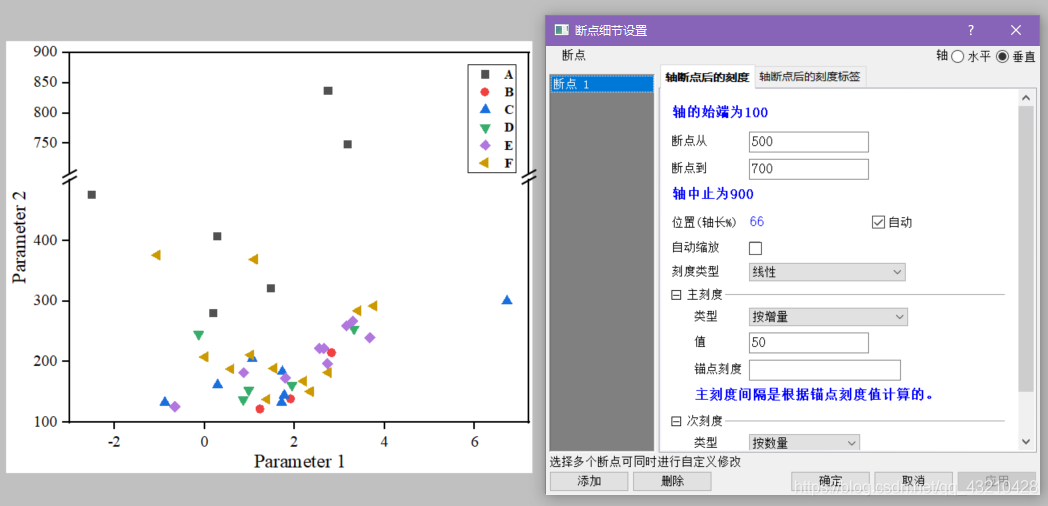 900
850
800
750
400
300
200
100
-2
0
2
4
6
Parameter 2
Parameter 1
A
B
C
D
E
F
断点细节设置
?
断点
轴 水平 垂直
断点 1
轴断点后的刻度 轴断点后的刻度标签
轴的始端为100
断点从 500
断点到 700
轴中止为900
位置(轴长%) 66 自动
自动缩放
刻度类型 线性
主刻度
类型 按增量
值 50
锚点刻度
主刻度间隔是根据锚点刻度值计算的。
次刻度
类型 按数量
选择多个断点可同时进行自定义修改
添加 删除 确定 取消 应用
https://blog.csdn.net/qq_43210428